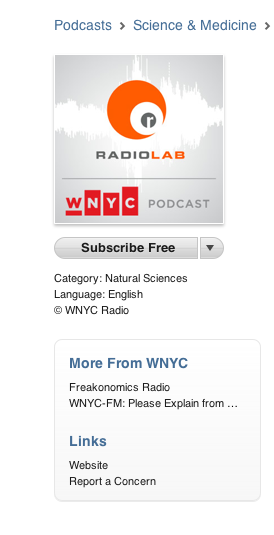 Podcasts > Science & Medicine >
r
RADIOLAB
WNYC PODCAST
Subscribe Free
Category: Natural Sciences
Language: English
© WNYC Radio
More From WNYC
Freakonomics Radio
WNYC-FM: Please Explain from ...
Links
Website
Report a Concern